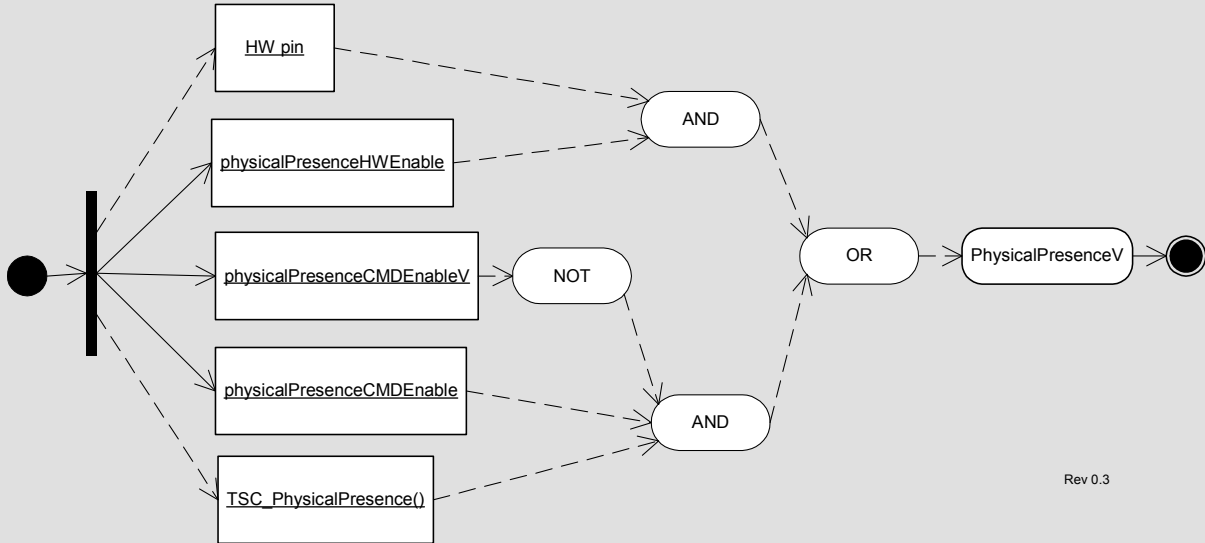 HW pin
AND
physicalPresenceHWEnable
OR
PhysicalPresenceV
physicalPresenceCMDEnableV
NOT
physicalPresenceCMDEnable
AND
TSC_PhysicalPresence()
Rev 0.3